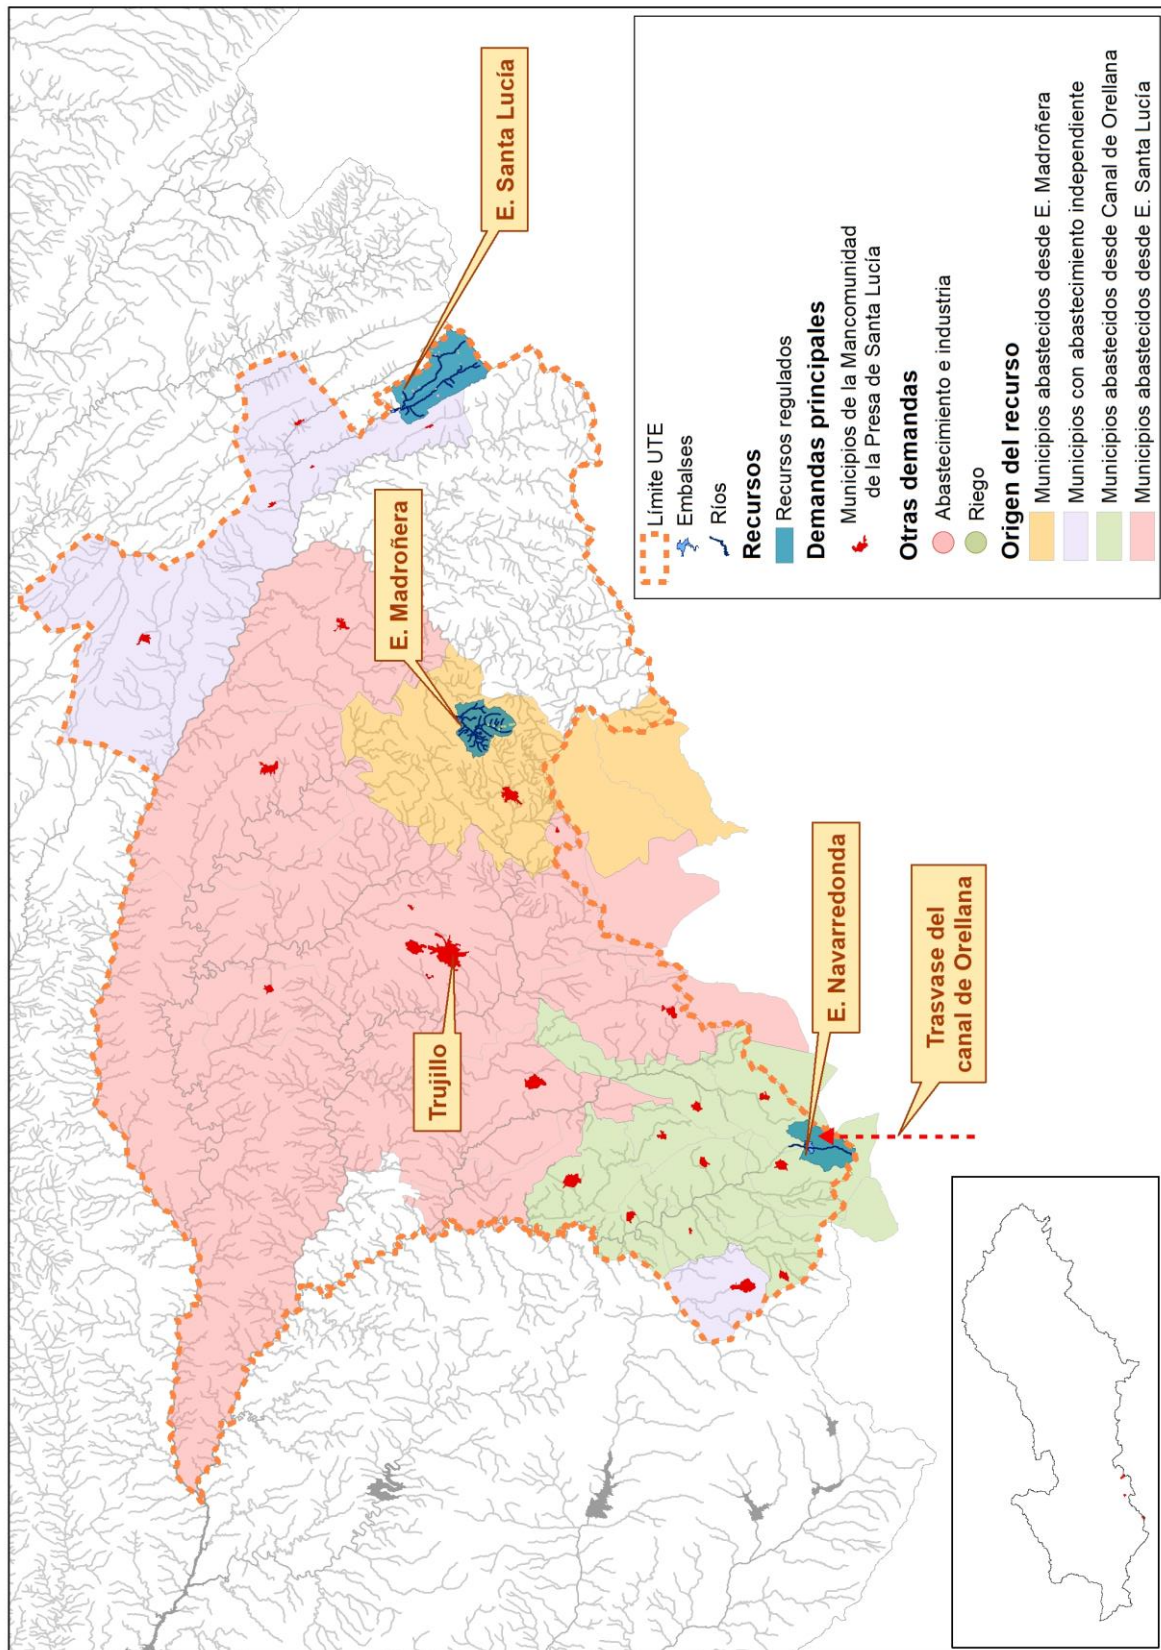 E. Santa Lucía
E. Madroñera
Trujillo
E. Navarredonda
Trasvase del
canal de Orellana
Límite UTE
Embalses
Ríos
Recursos
Recursos regulados
Demandas principales
Municipios de la Mancomunidad
de la Presa de Santa Lucía
Otras demandas
Abastecimiento e industria
Riego
Origen del recurso
Municipios abastecidos desde E. Madroñera
Municipios con abastecimiento independiente
Municipios abastecidos desde Canal de Orellana
Municipios abastecidos desde E. Santa Lucía